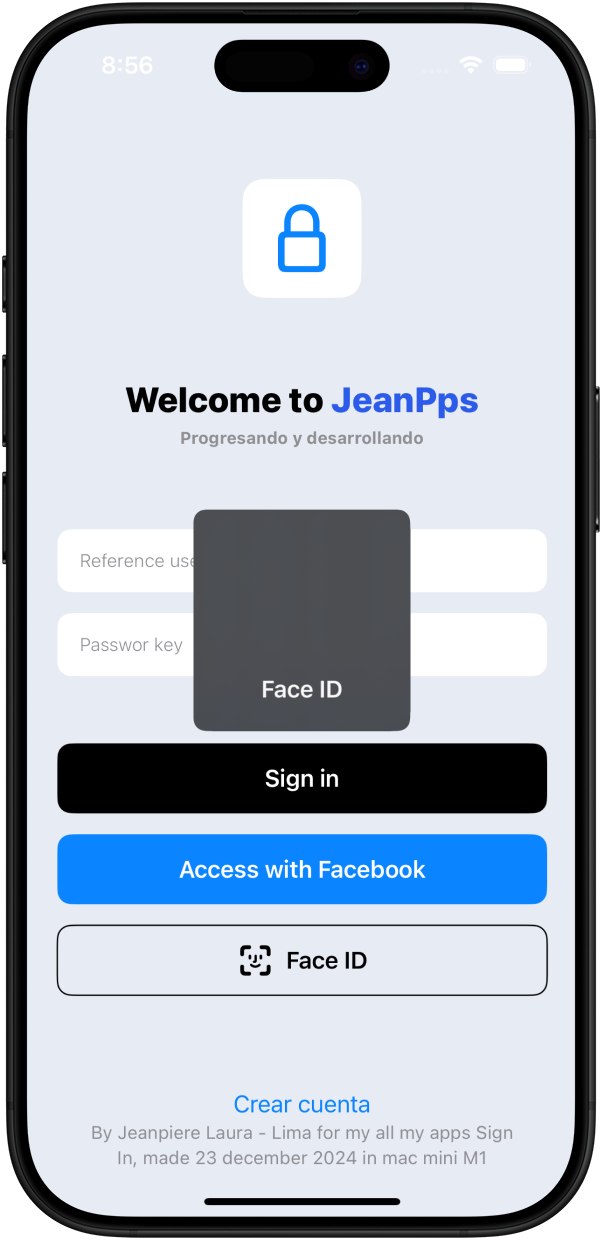 8:56
Welcome to JeanPps
Progresando y desarrollando
Reference use
Passwor key
Face ID
Sign in
Access with Facebook
Face ID
Crear cuenta
By Jeanpiere Laura - Lima for my all my apps Sign
In, made 23 december 2024 in mac mini M1